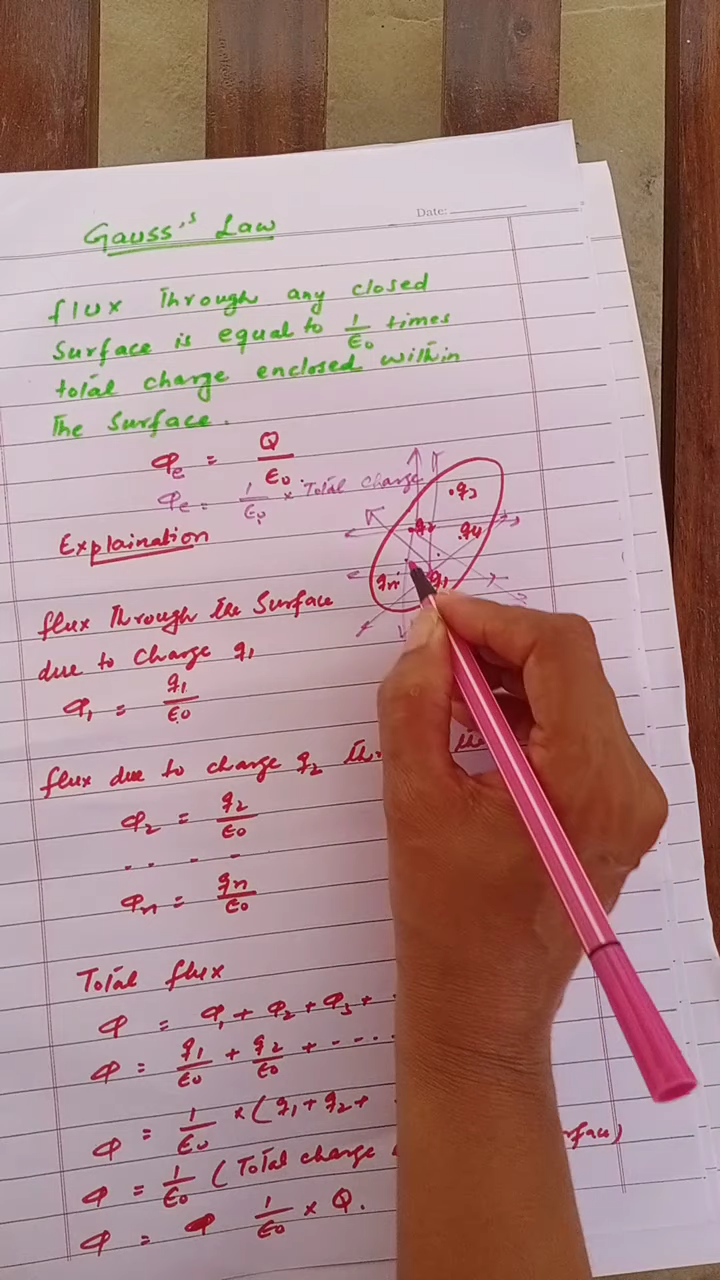 Date:
Gauss's Law
flux Through any closed
Surface is equal to 1/ε0 times
total charge enclosed within
The Surface.
φe = Q/ε0.
φe = 1/ε0 × Total Charge
q3
q2
q4
qn
q1
Explaination
flux Through the Surface
due to Charge q1
φ1 = q1/ε0
flux due to charge q2
φ2 = q2/ε0
. . . .
φn = qn/ε0
Total flux
φ = φ1 + φ2 + φ3 +
φ = q1/ε0 + q2/ε0 + - - - -
φ = 1/ε0 × (q1 + q2 +
φ = 1/ε0 (Total charge
φ = 1/ε0 × Q.